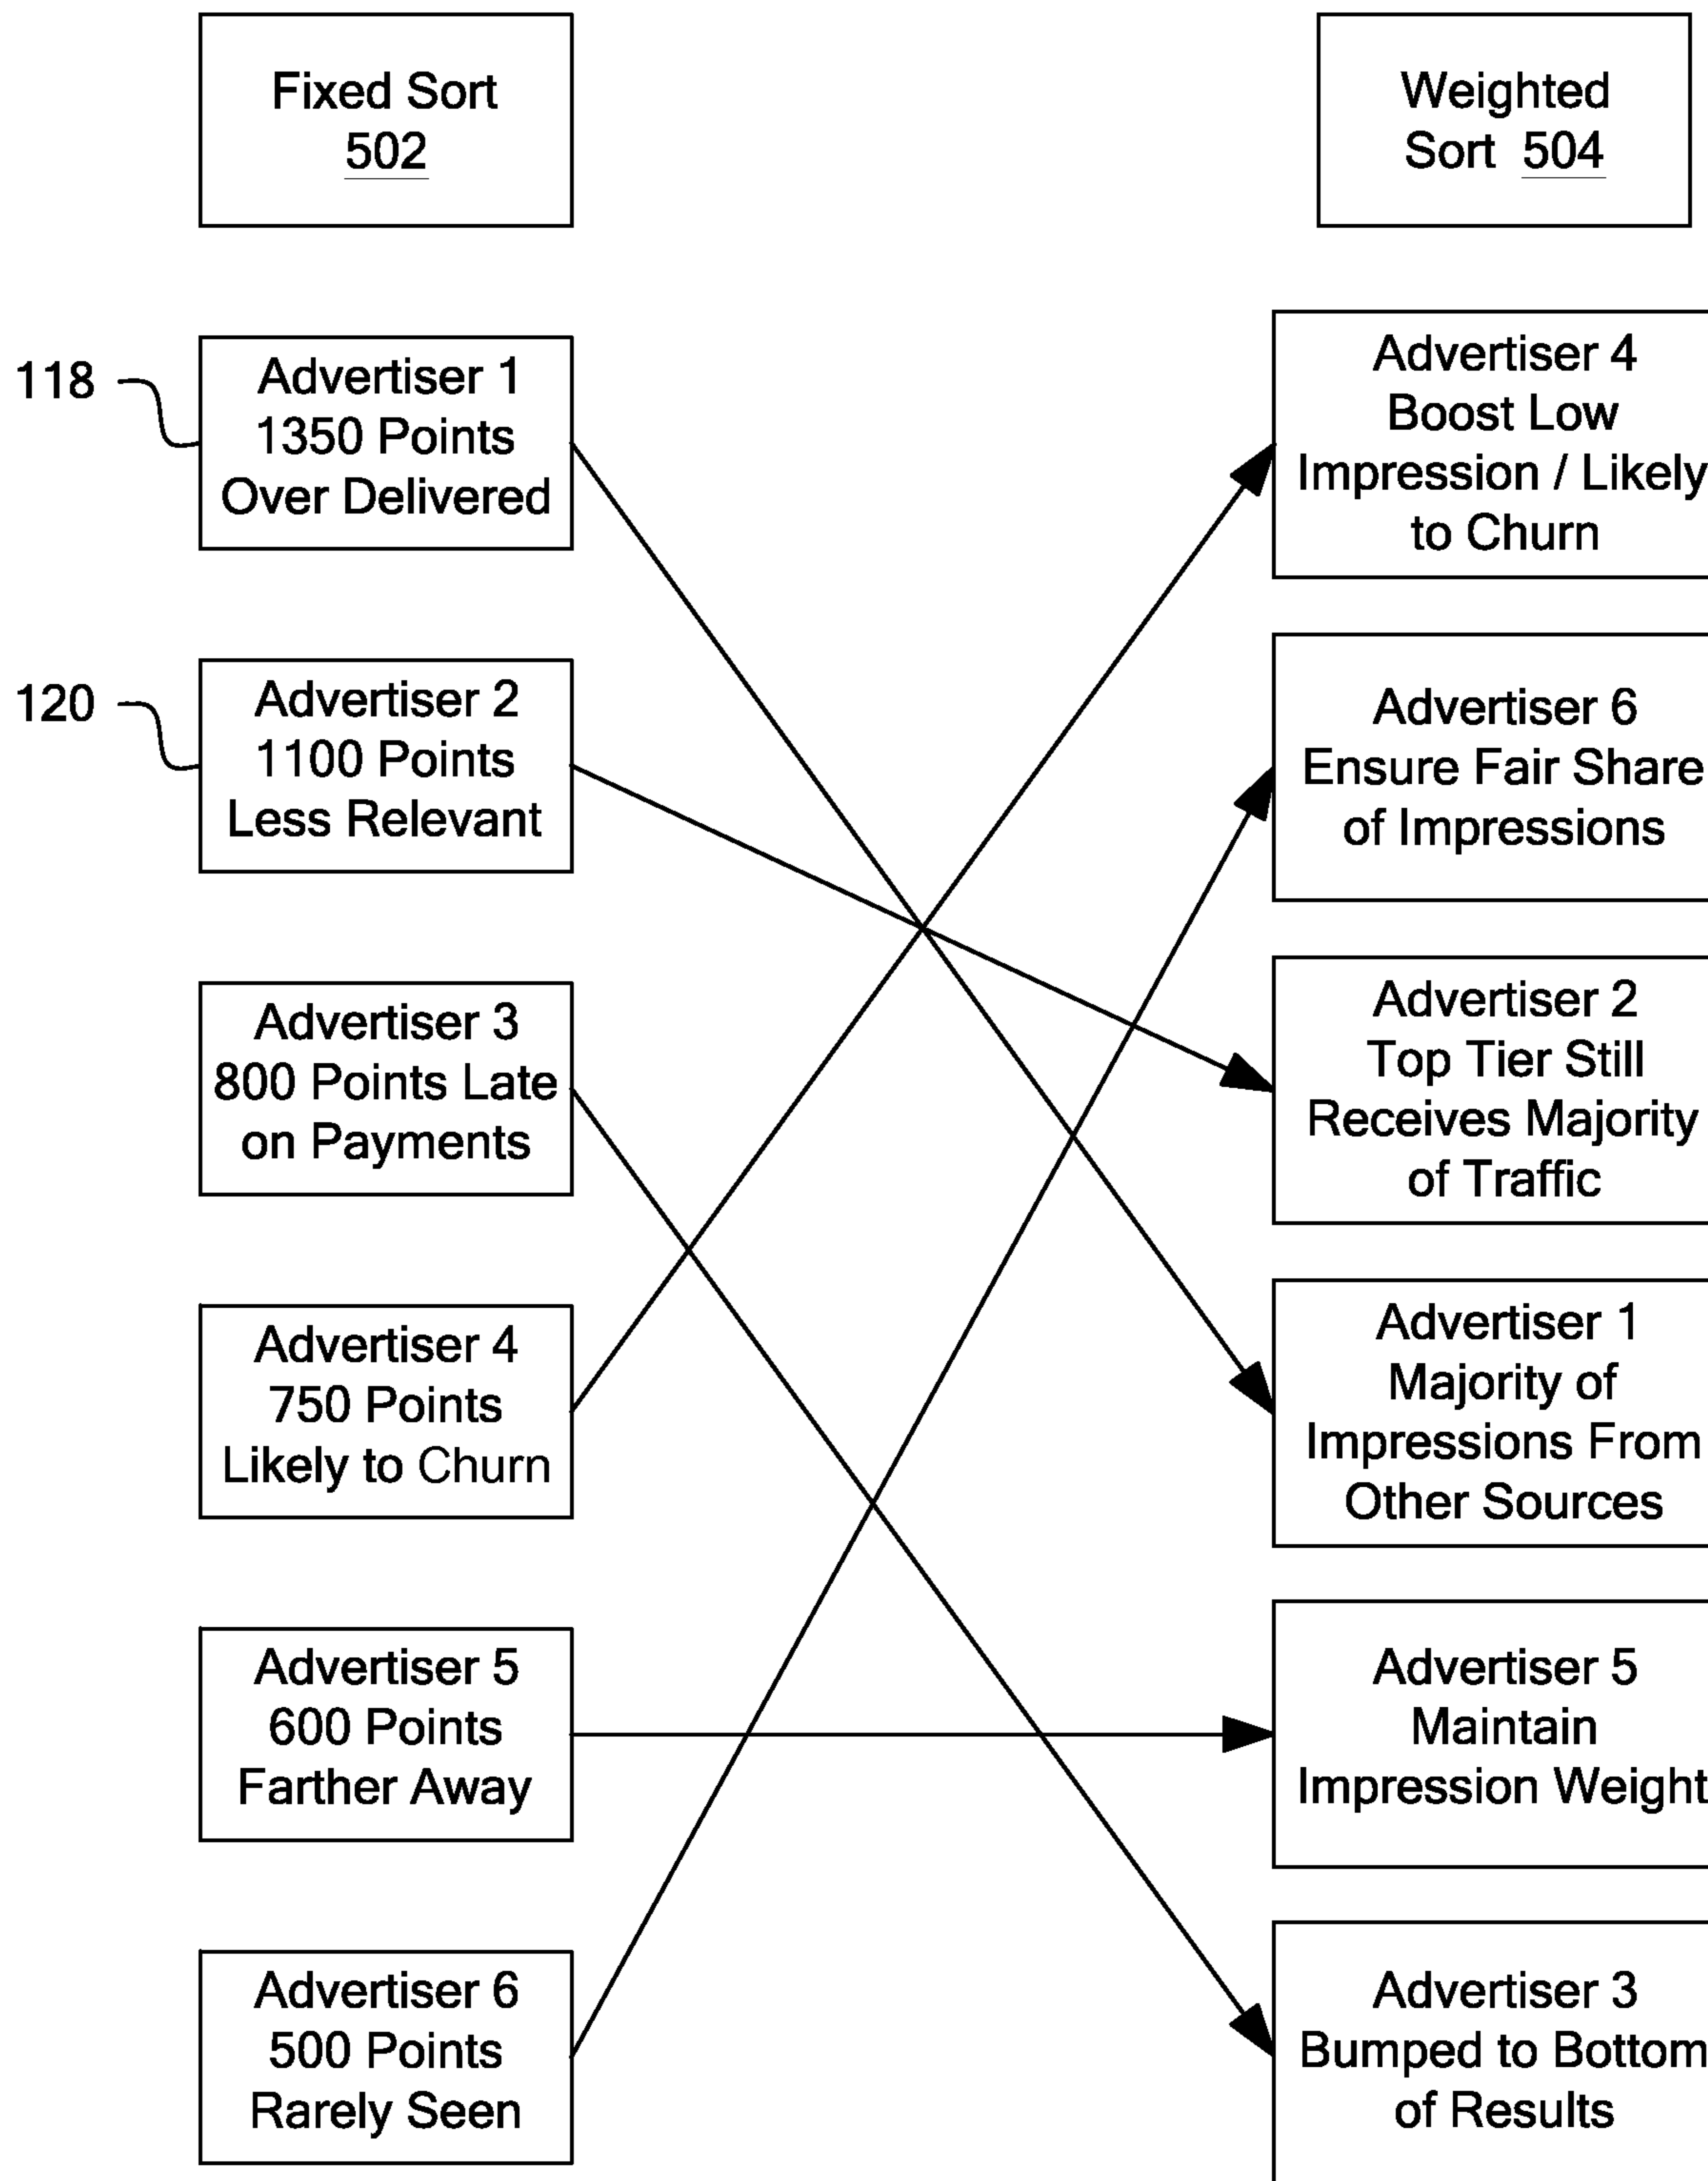 Fixed Sort
502
Weighted
Sort 504
118
Advertiser 1
1350 Points
Over Delivered
120
Advertiser 2
1100 Points
Less Relevant
Advertiser 3
800 Points Late
on Payments
Advertiser 4
750 Points
Likely to Churn
Advertiser 5
600 Points
Farther Away
Advertiser 6
500 Points
Rarely Seen
Advertiser 4
Boost Low
Impression / Likely
to Churn
Advertiser 6
Ensure Fair Share
of Impressions
Advertiser 2
Top Tier Still
Receives Majority
of Traffic
Advertiser 1
Majority of
Impressions From
Other Sources
Advertiser 5
Maintain
Impression Weight
Advertiser 3
Bumped to Bottom
of Results